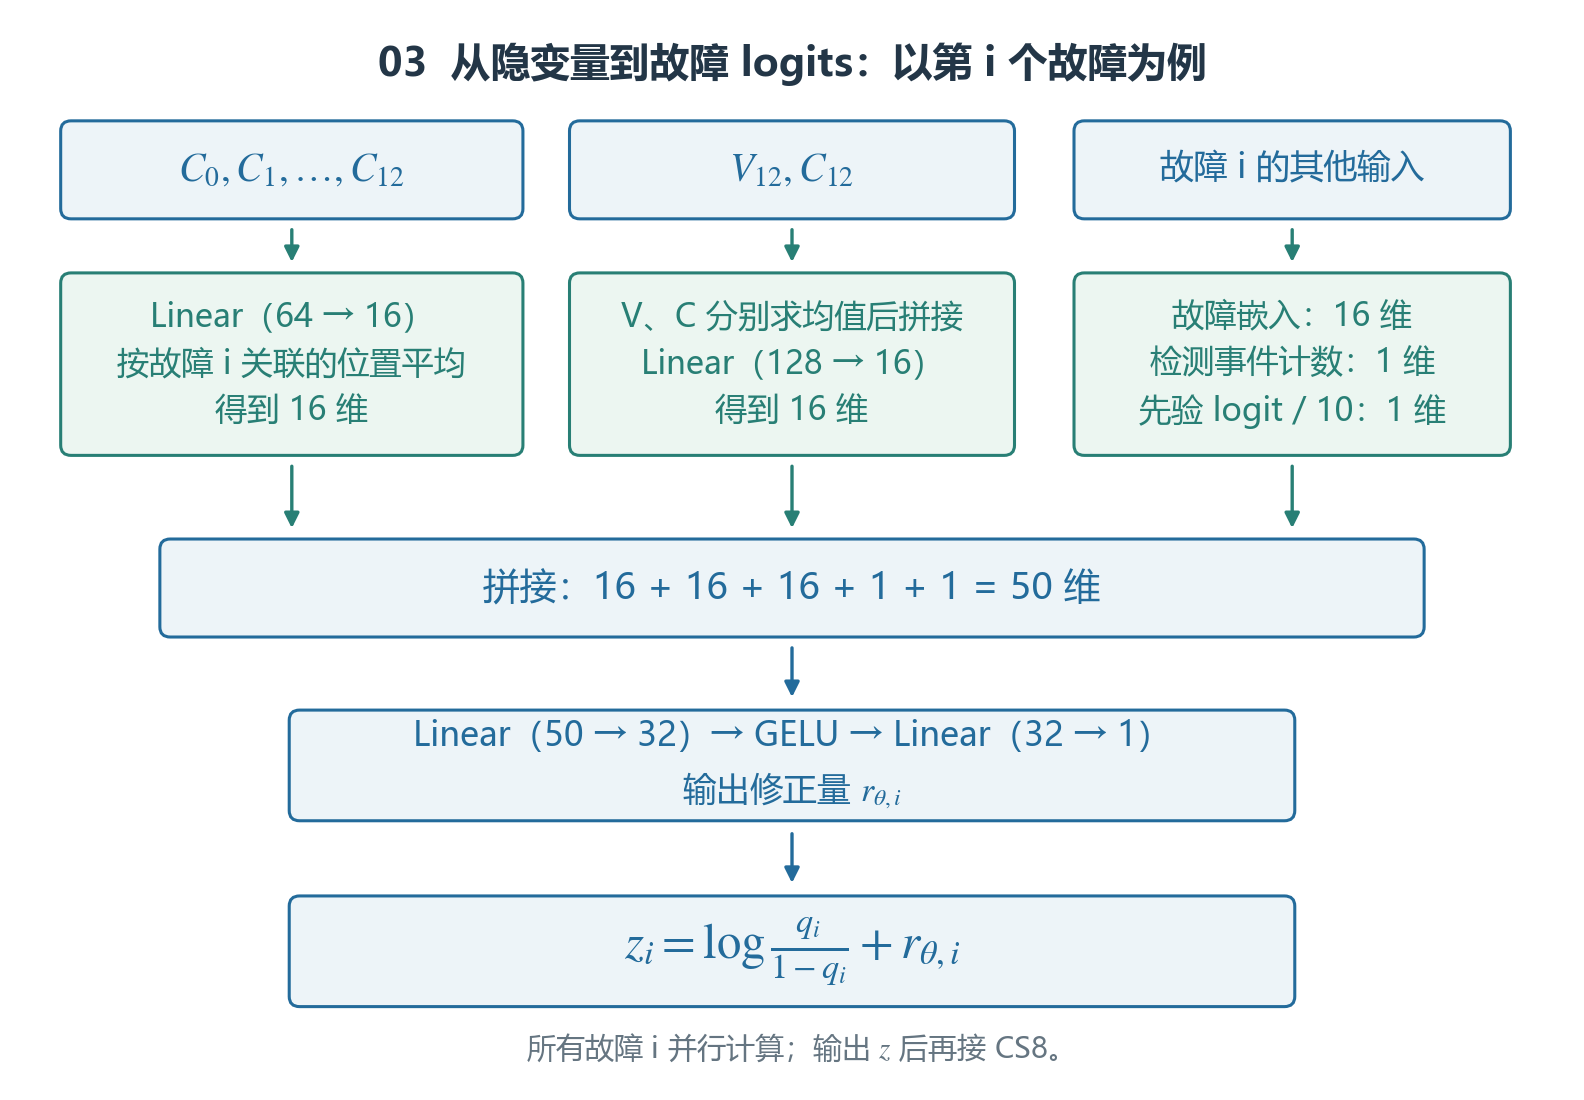 03 从隐变量到故障 logits：以第 i 个故障为例
C₀, C₁, …, C₁₂
V₁₂, C₁₂
故障 i 的其他输入
Linear（64 → 16）
按故障 i 关联的位置平均
得到 16 维
V、C 分别求均值后拼接
Linear（128 → 16）
得到 16 维
故障嵌入：16 维
检测事件计数：1 维
先验 logit / 10：1 维
拼接：16 + 16 + 16 + 1 + 1 = 50 维
Linear（50 → 32）→ GELU → Linear（32 → 1）
输出修正量 r_{θ,i}
z_i = log \frac{q_i}{1 − q_i} + r_{θ,i}
所有故障 i 并行计算；输出 z 后再接 CS8。